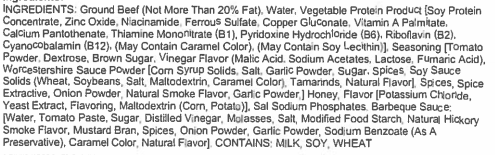 INGREDIENTS: Ground Beef (Not More Than 20% Fat), Water, Vegetable Protein Product [Soy Protein
Concentrate, Zinc Oxide, Niacinamide, Ferrous Sulfate, Copper Gluconate, Vitamin A Palmitate,
Calcium Pantothenate, Thiamine Mononitrate (B1), Pyridoxine Hydrochloride (B6), Riboflavin (B2),
Cyanocobalamin (B12), (May Contain Caramel Color), (May Contain Soy Lecithin)], Seasoning [Tomato
Powder, Dextrose, Brown Sugar, Vinegar Flavor (Malic Acid, Sodium Acetates, Lactose, Fumaric Acid),
Worcestershire Sauce Powder [Corn Syrup Solids, Salt, Garlic Powder, Sugar, Spices, Soy Sauce
Solids (Wheat, Soybeans, Salt, Maltodextrin, Caramel Color), Tamarinds, Natural Flavor], Spices, Spice
Extractive, Onion Powder, Natural Smoke Flavor, Garlic Powder,] Honey, Flavor [Potassium Chloride,
Yeast Extract, Flavoring, Maltodextrin (Corn, Potato)], Sal Sodium Phosphates. Barbeque Sauce:
[Water, Tomato Paste, Sugar, Distilled Vinegar, Molasses, Salt, Modified Food Starch, Natural Hickory
Smoke Flavor, Mustard Bran, Spices, Onion Powder, Garlic Powder, Sodium Benzoate (As A
Preservative), Caramel Color, Natural Flavor]. CONTAINS: MILK, SOY, WHEAT